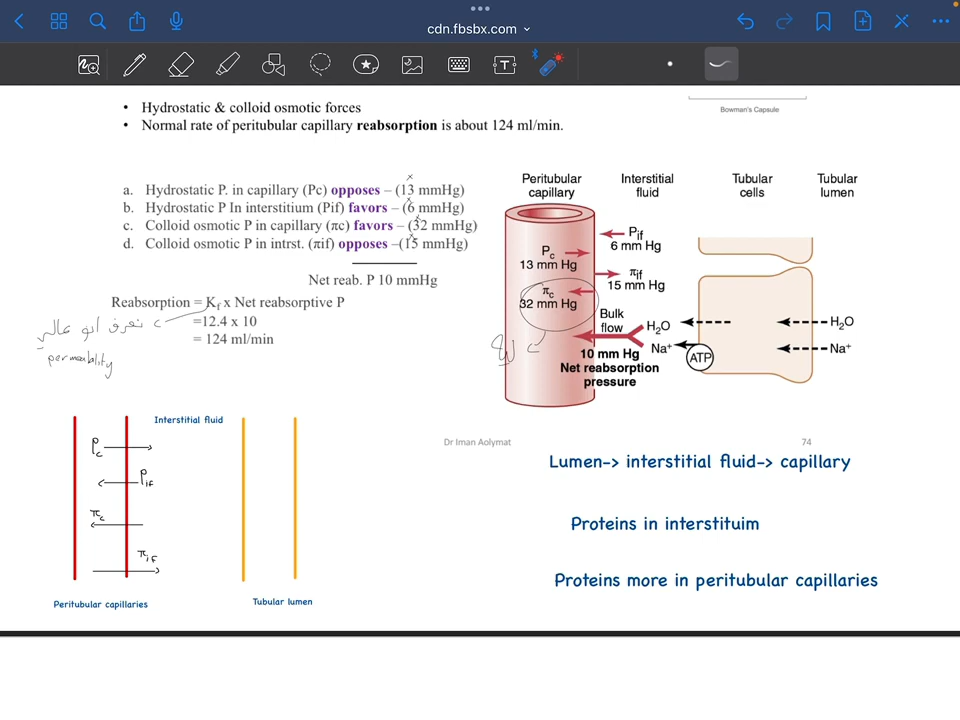 cdn.fbsbx.com
• Hydrostatic & colloid osmotic forces
• Normal rate of peritubular capillary reabsorption is about 124 ml/min.
Bowman's Capsule
a. Hydrostatic P. in capillary (Pc) opposes – (13 mmHg)
b. Hydrostatic P In interstitium (Pif) favors – (6 mmHg)
c. Colloid osmotic P in capillary (πc) favors – (32 mmHg)
d. Colloid osmotic P in intrst. (πif) opposes –(15 mmHg)
Net reab. P 10 mmHg
Reabsorption = Kf x Net reabsorptive P
=12.4 x 10
= 124 ml/min
نعرف انو عالي
permeability
Peritubular
capillary
Interstitial
fluid
Tubular
cells
Tubular
lumen
Pif
6 mm Hg
Pc
13 mm Hg
πif
15 mm Hg
πc
32 mm Hg
Bulk
flow
H2O
H2O
Na+
Na+
ATP
10 mm Hg
Net reabsorption
pressure
Interstitial fluid
Pc
Pif
πc
πif
Peritubular capillaries
Tubular lumen
Dr Iman Aolymat
74
Lumen-> interstitial fluid-> capillary
Proteins in interstituim
Proteins more in peritubular capillaries